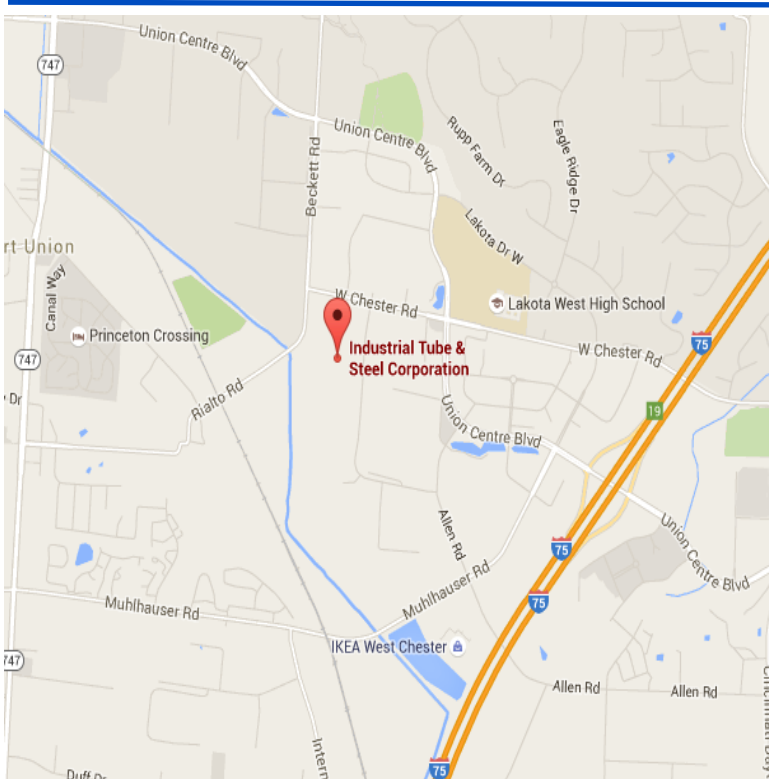 Union Centre Blvd
747
Union Centre Blvd
Beckett Rd
Rupp Farm Dr
Eagle Ridge Dr
Lakota Dr W
rt Union
Canal Way
W Chester Rd
Lakota West High School
Princeton Crossing
Industrial Tube &
Steel Corporation
75
W Chester Rd
747
Rialto Rd
Dr
19
Union Centre Blvd
Allen Rd
75
Union Centre Blvd
Muhlhauser Rd
75
Muhlhauser Rd
IKEA West Chester
747
Allen Rd
Allen Rd
Intern
75